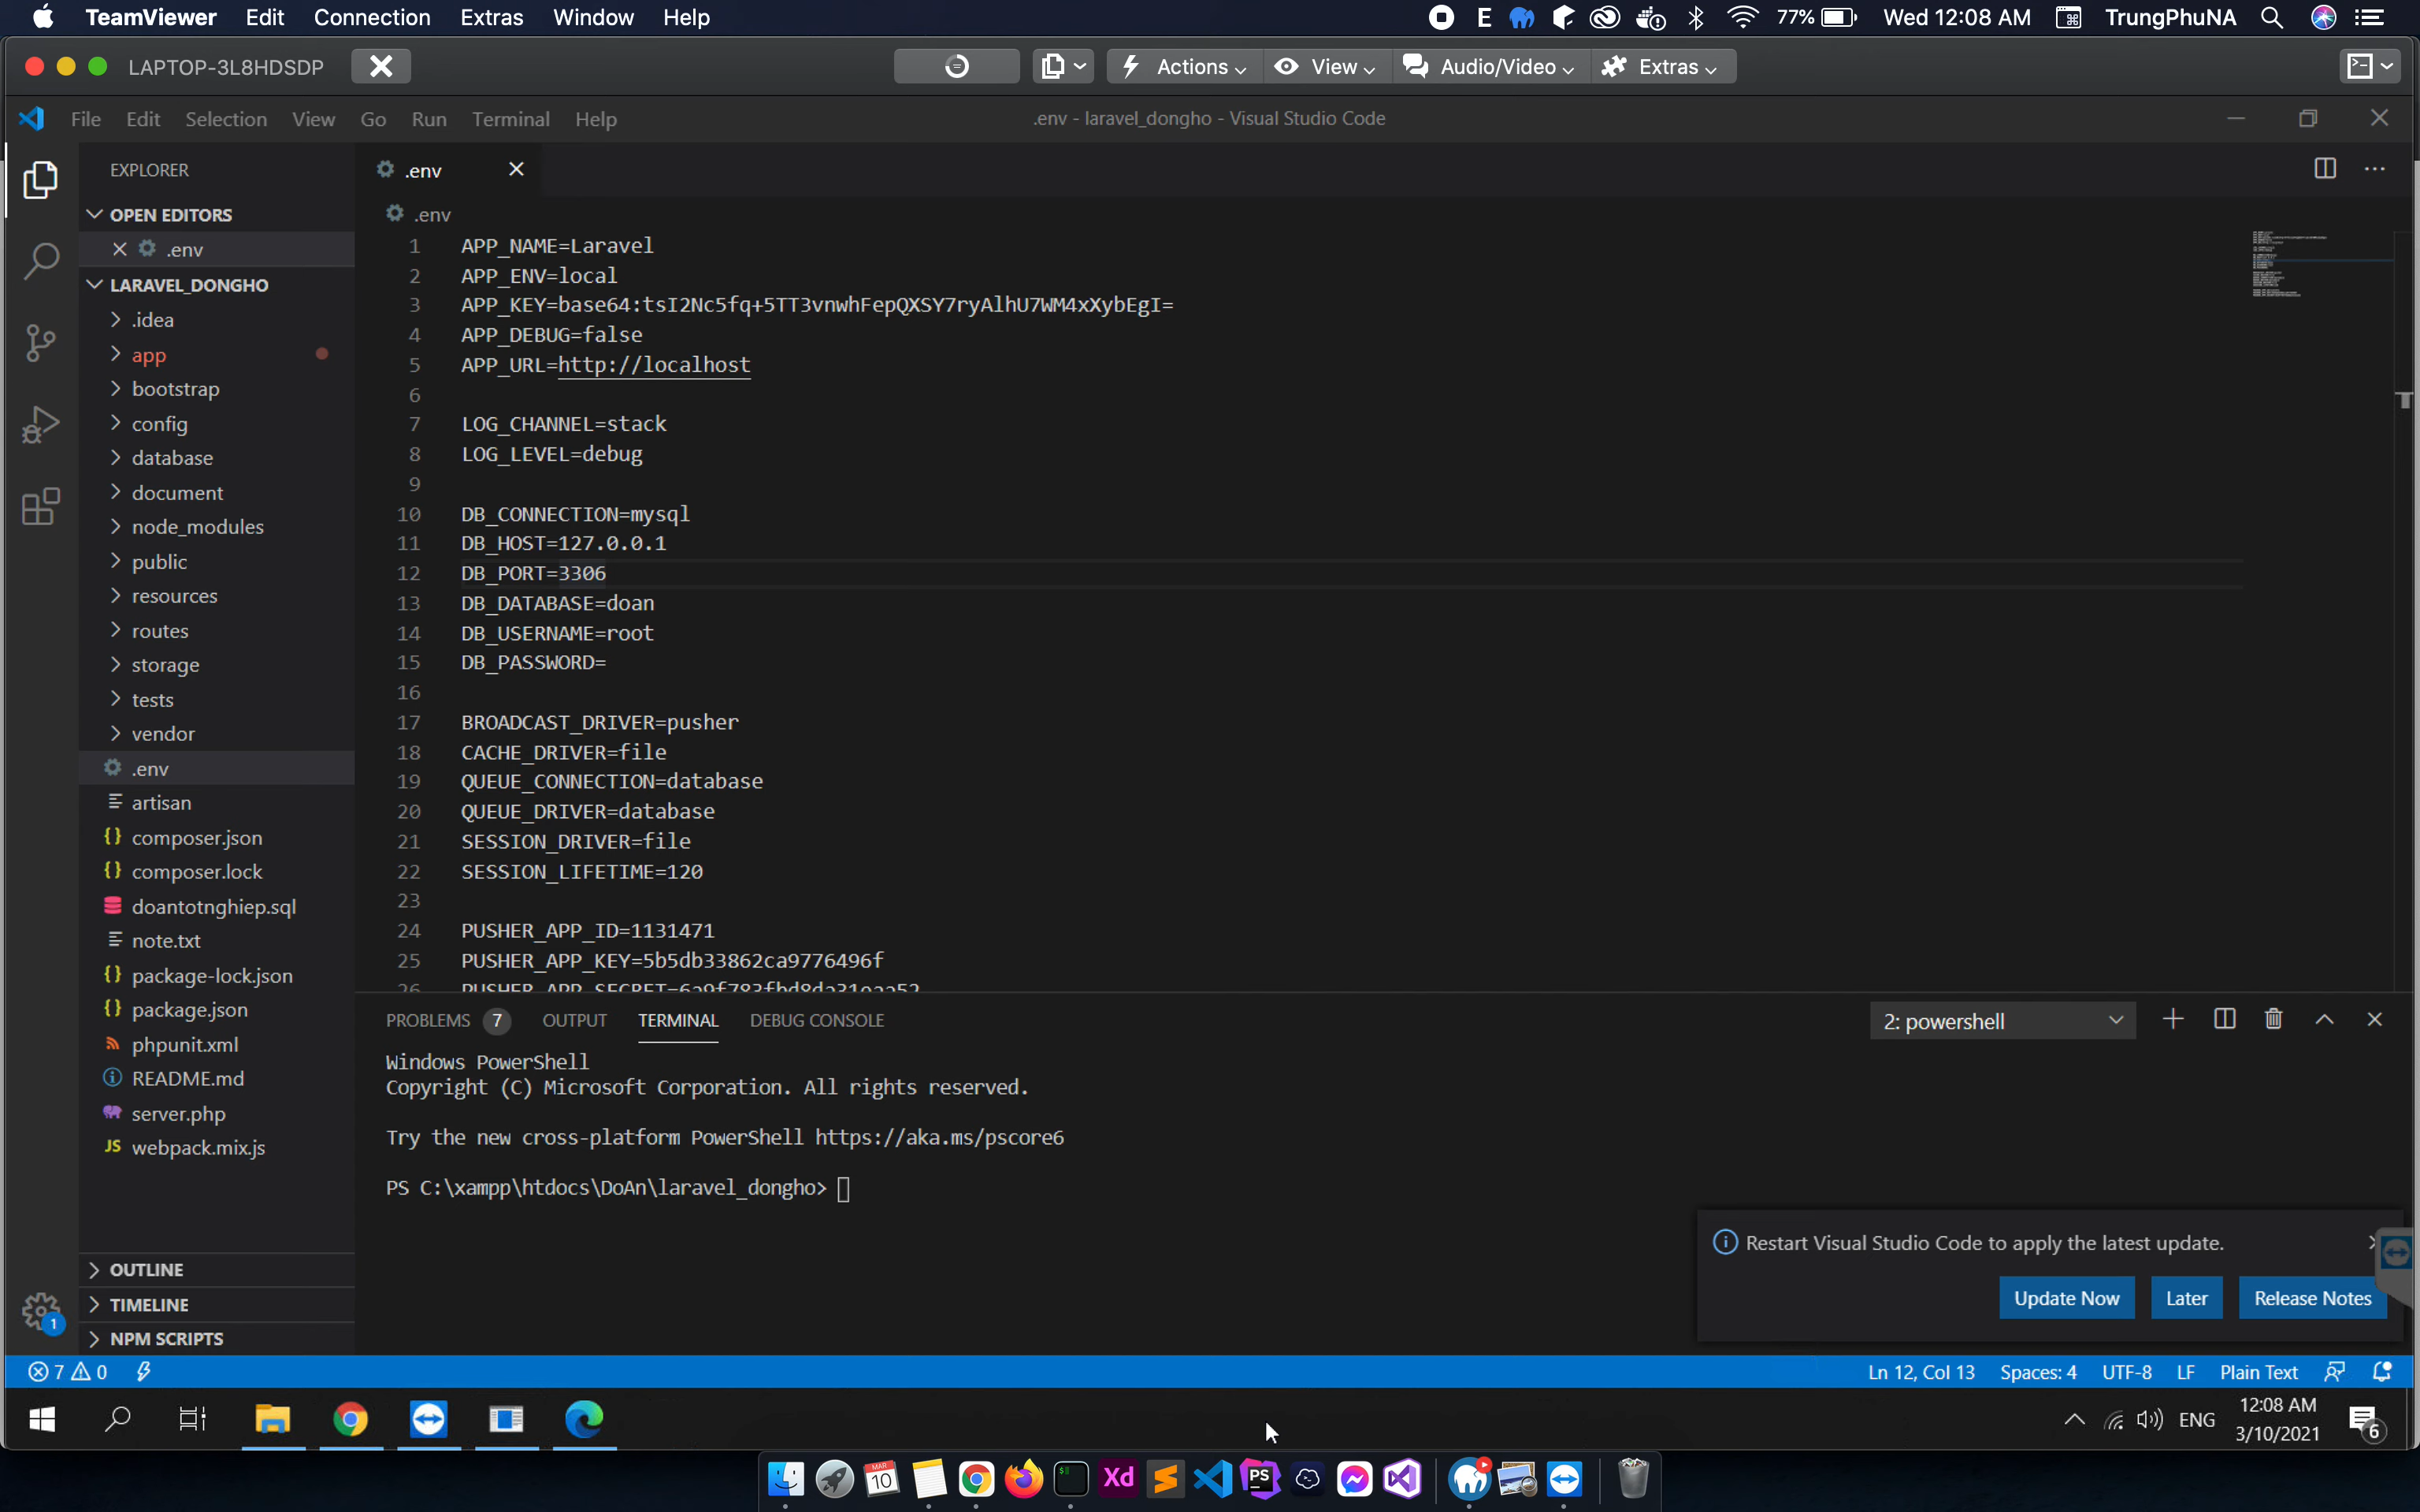 TeamViewer Edit Connection Extras Window Help E 77% Wed 12:08 AM TrungPhuNA
LAPTOP-3L8HDSDP Actions View Audio/Video Extras
File Edit Selection View Go Run Terminal Help .env - laravel_dongho - Visual Studio Code
EXPLORER
OPEN EDITORS
.env
LARAVEL_DONGHO
.idea
app
bootstrap
config
database
document
node_modules
public
resources
routes
storage
tests
vendor
.env
artisan
{} composer.json
{} composer.lock
doantotnghiep.sql
note.txt
{} package-lock.json
{} package.json
phpunit.xml
README.md
server.php
JS webpack.mix.js
OUTLINE
TIMELINE
NPM SCRIPTS
1
.env
.env
1 APP_NAME=Laravel
2 APP_ENV=local
3 APP_KEY=base64:tsI2Nc5fq+5TT3vnwhFepQXSY7ryAlhU7WM4xXybEgI=
4 APP_DEBUG=false
5 APP_URL=http://localhost
6
7 LOG_CHANNEL=stack
8 LOG_LEVEL=debug
9
10 DB_CONNECTION=mysql
11 DB_HOST=127.0.0.1
12 DB_PORT=3306
13 DB_DATABASE=doan
14 DB_USERNAME=root
15 DB_PASSWORD=
16
17 BROADCAST_DRIVER=pusher
18 CACHE_DRIVER=file
19 QUEUE_CONNECTION=database
20 QUEUE_DRIVER=database
21 SESSION_DRIVER=file
22 SESSION_LIFETIME=120
23
24 PUSHER_APP_ID=1131471
25 PUSHER_APP_KEY=5b5db33862ca9776496f
26 PUSHER_APP_SECRET=6a9f783fbd8da31eaa52
PROBLEMS 7 OUTPUT TERMINAL DEBUG CONSOLE 2: powershell
Windows PowerShell
Copyright (C) Microsoft Corporation. All rights reserved.
Try the new cross-platform PowerShell https://aka.ms/pscore6
PS C:\xampp\htdocs\DoAn\laravel_dongho>
Restart Visual Studio Code to apply the latest update.
Update Now Later Release Notes
7 0 Ln 12, Col 13 Spaces: 4 UTF-8 LF Plain Text
ENG 12:08 AM
3/10/2021 6
MAR
10 Xd PS